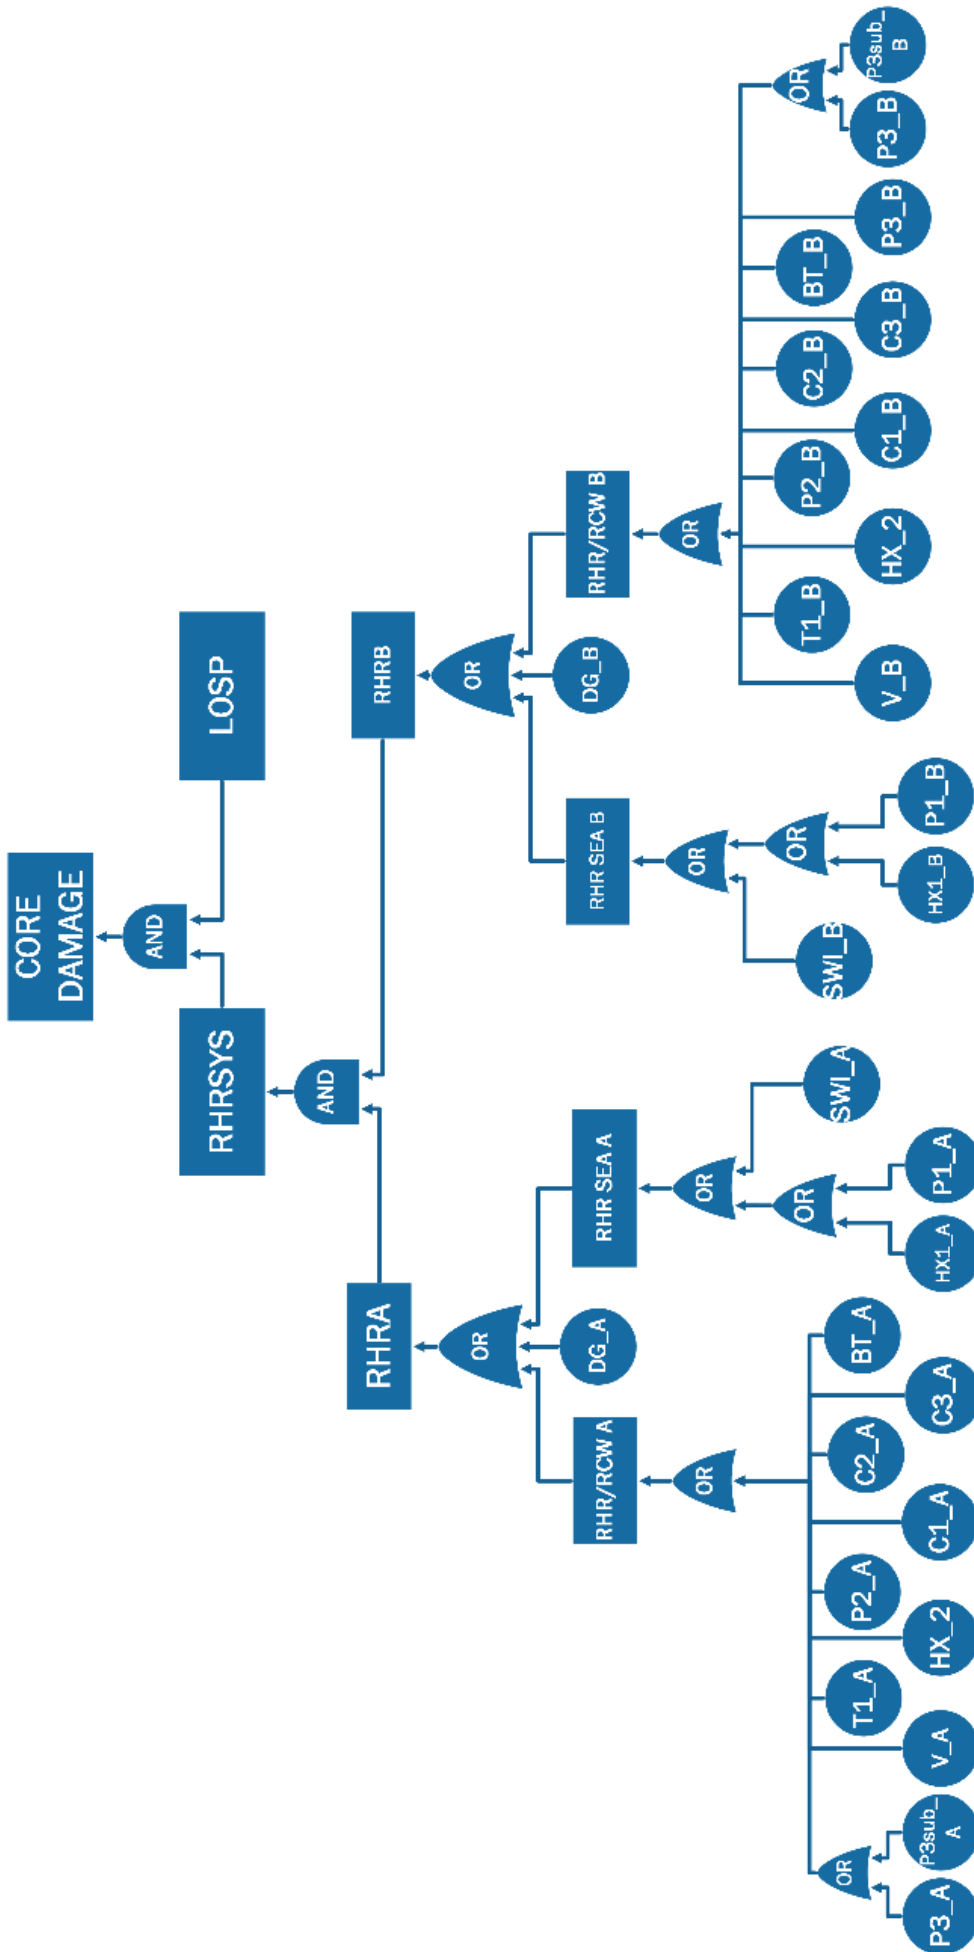 CORE
DAMAGE
AND
RHRSYS
LOSP
AND
RHRA
RHRB
OR
OR
RHR/RCW A
DG_A
RHR SEA A
RHR SEA B
DG_B
RHR/RCW B
OR
OR
OR
OR
OR
OR
SWI_A
SWI_B
HX1_A
P1_A
HX1_B
P1_B
OR
P3_A
P3sub_
A
V_A
T1_A
HX_2
P2_A
C1_A
C2_A
C3_A
BT_A
V_B
T1_B
HX_2
P2_B
C1_B
C2_B
C3_B
BT_B
P3_B
OR
P3_B
P3sub_
B